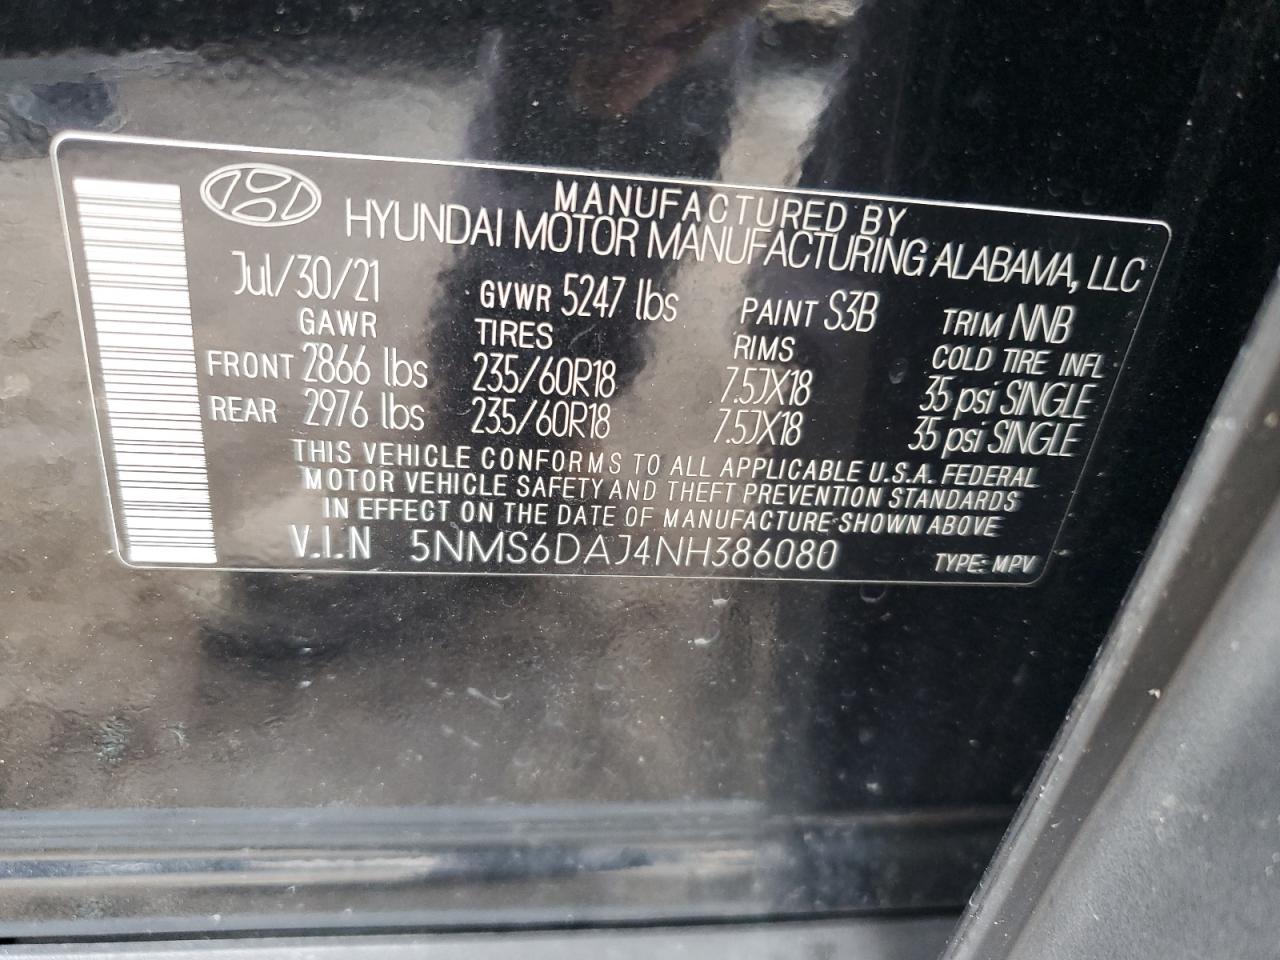 MANUFACTURED BY
HYUNDAI MOTOR MANUFACTURING ALABAMA, LLC
Jul/30/21 GVWR 5247 lbs PAINT S3B TRIM NNB
GAWR TIRES RIMS COLD TIRE INFL
FRONT 2866 lbs 235/60R18 7.5JX18 35 psi SINGLE
REAR 2976 lbs 235/60R18 7.5JX18 35 psi SINGLE
THIS VEHICLE CONFORMS TO ALL APPLICABLE U.S.A. FEDERAL
MOTOR VEHICLE SAFETY AND THEFT PREVENTION STANDARDS
IN EFFECT ON THE DATE OF MANUFACTURE SHOWN ABOVE
V.I.N 5NMS6DAJ4NH386080 TYPE: MPV